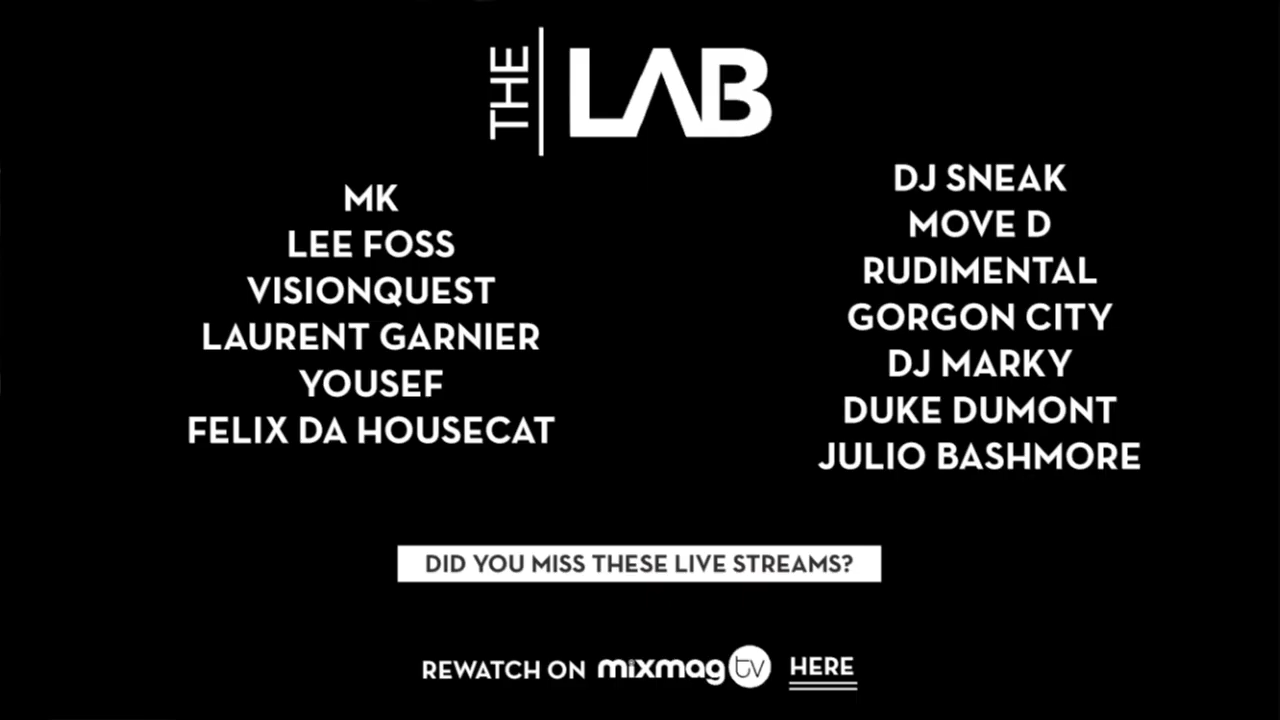 THE LAB
MK
LEE FOSS
VISIONQUEST
LAURENT GARNIER
YOUSEF
FELIX DA HOUSECAT
DJ SNEAK
MOVE D
RUDIMENTAL
GORGON CITY
DJ MARKY
DUKE DUMONT
JULIO BASHMORE
DID YOU MISS THESE LIVE STREAMS?
REWATCH ON mixmag tv HERE